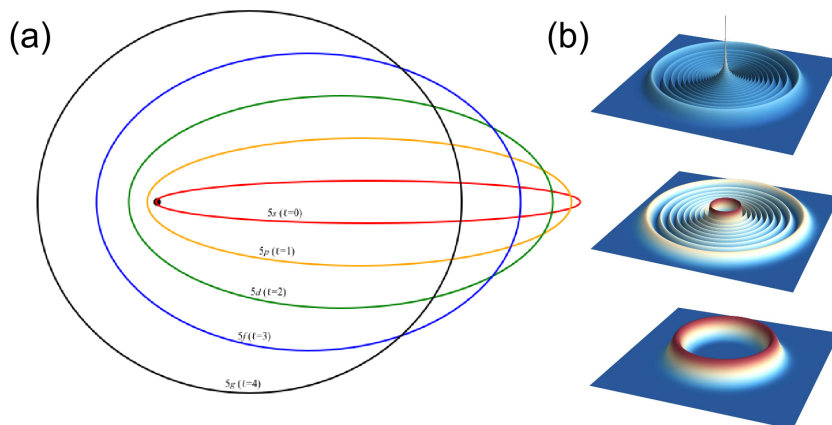 (a)
(b)
5s (ℓ=0)
5p (ℓ=1)
5d (ℓ=2)
5f (ℓ=3)
5g (ℓ=4)